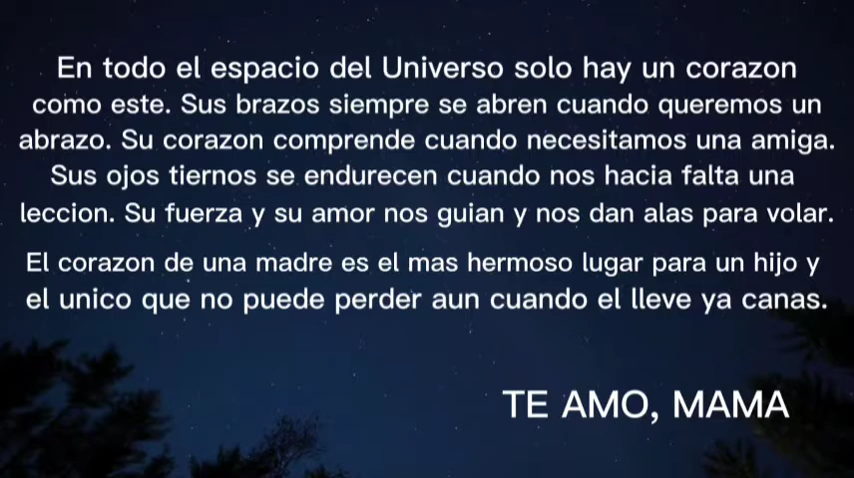 En todo el espacio del Universo solo hay un corazon
como este. Sus brazos siempre se abren cuando queremos un
abrazo. Su corazon comprende cuando necesitamos una amiga.
Sus ojos tiernos se endurecen cuando nos hacia falta una
leccion. Su fuerza y su amor nos guian y nos dan alas para volar.
El corazon de una madre es el mas hermoso lugar para un hijo y
el unico que no puede perder aun cuando el lleve ya canas.
TE AMO, MAMA